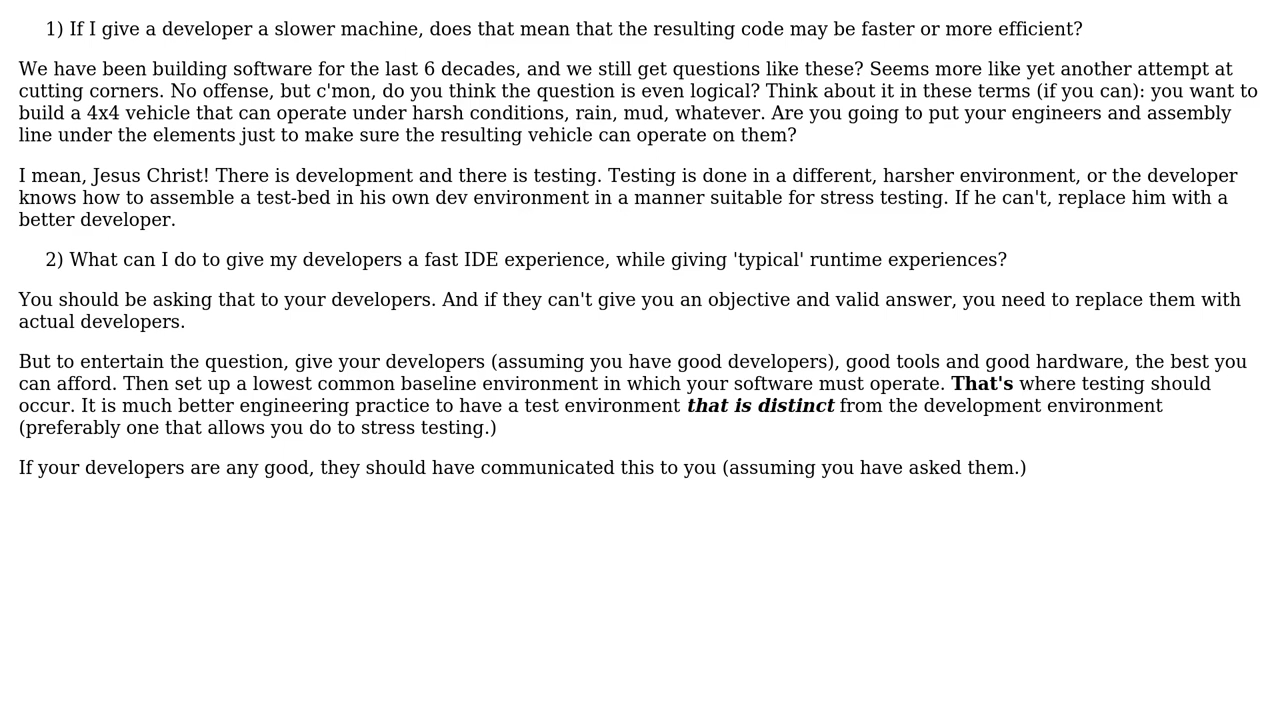 1) If I give a developer a slower machine, does that mean that the resulting code may be faster or more efficient?
We have been building software for the last 6 decades, and we still get questions like these? Seems more like yet another attempt at
cutting corners. No offense, but c'mon, do you think the question is even logical? Think about it in these terms (if you can): you want to
build a 4x4 vehicle that can operate under harsh conditions, rain, mud, whatever. Are you going to put your engineers and assembly
line under the elements just to make sure the resulting vehicle can operate on them?
I mean, Jesus Christ! There is development and there is testing. Testing is done in a different, harsher environment, or the developer
knows how to assemble a test-bed in his own dev environment in a manner suitable for stress testing. If he can't, replace him with a
better developer.
2) What can I do to give my developers a fast IDE experience, while giving 'typical' runtime experiences?
You should be asking that to your developers. And if they can't give you an objective and valid answer, you need to replace them with
actual developers.
But to entertain the question, give your developers (assuming you have good developers), good tools and good hardware, the best you
can afford. Then set up a lowest common baseline environment in which your software must operate. That's where testing should
occur. It is much better engineering practice to have a test environment that is distinct from the development environment
(preferably one that allows you do to stress testing.)
If your developers are any good, they should have communicated this to you (assuming you have asked them.)